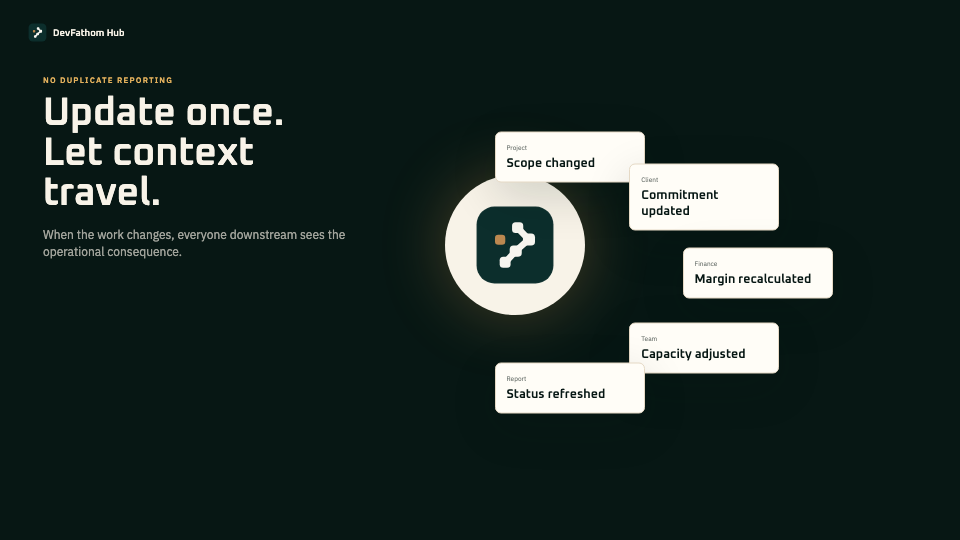 DevFathom Hub
NO DUPLICATE REPORTING
Update once.
Let context
travel.
When the work changes, everyone downstream sees the
operational consequence.
Project
Scope changed
Client
Commitment
updated
Finance
Margin recalculated
Team
Capacity adjusted
Report
Status refreshed